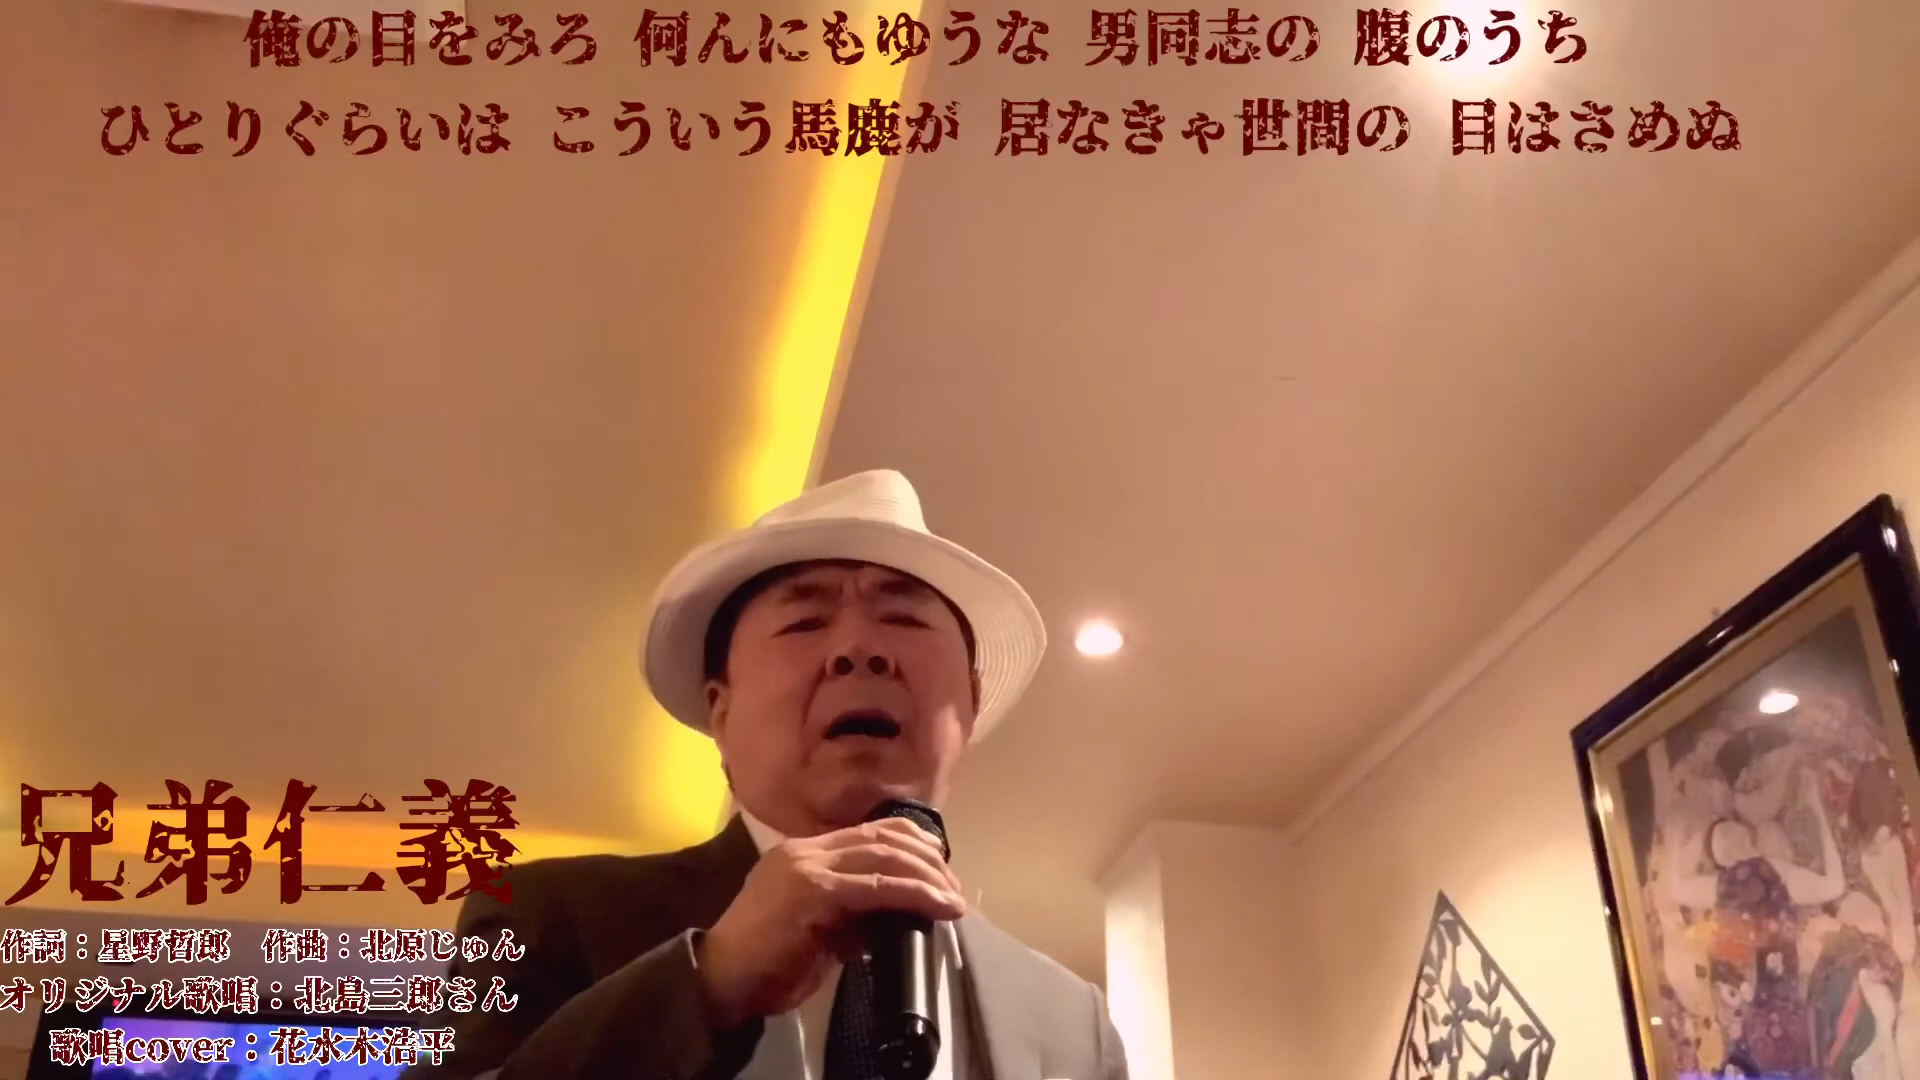 俺の目をみろ 何んにもゆうな 男同志の 腹のうち
ひとりぐらいは こういう馬鹿が 居なきゃ世間の 目はさめぬ
兄弟仁義
作詞：星野哲郎　作曲：北原じゅん
オリジナル歌唱：北島三郎さん
歌唱cover：花水木浩平